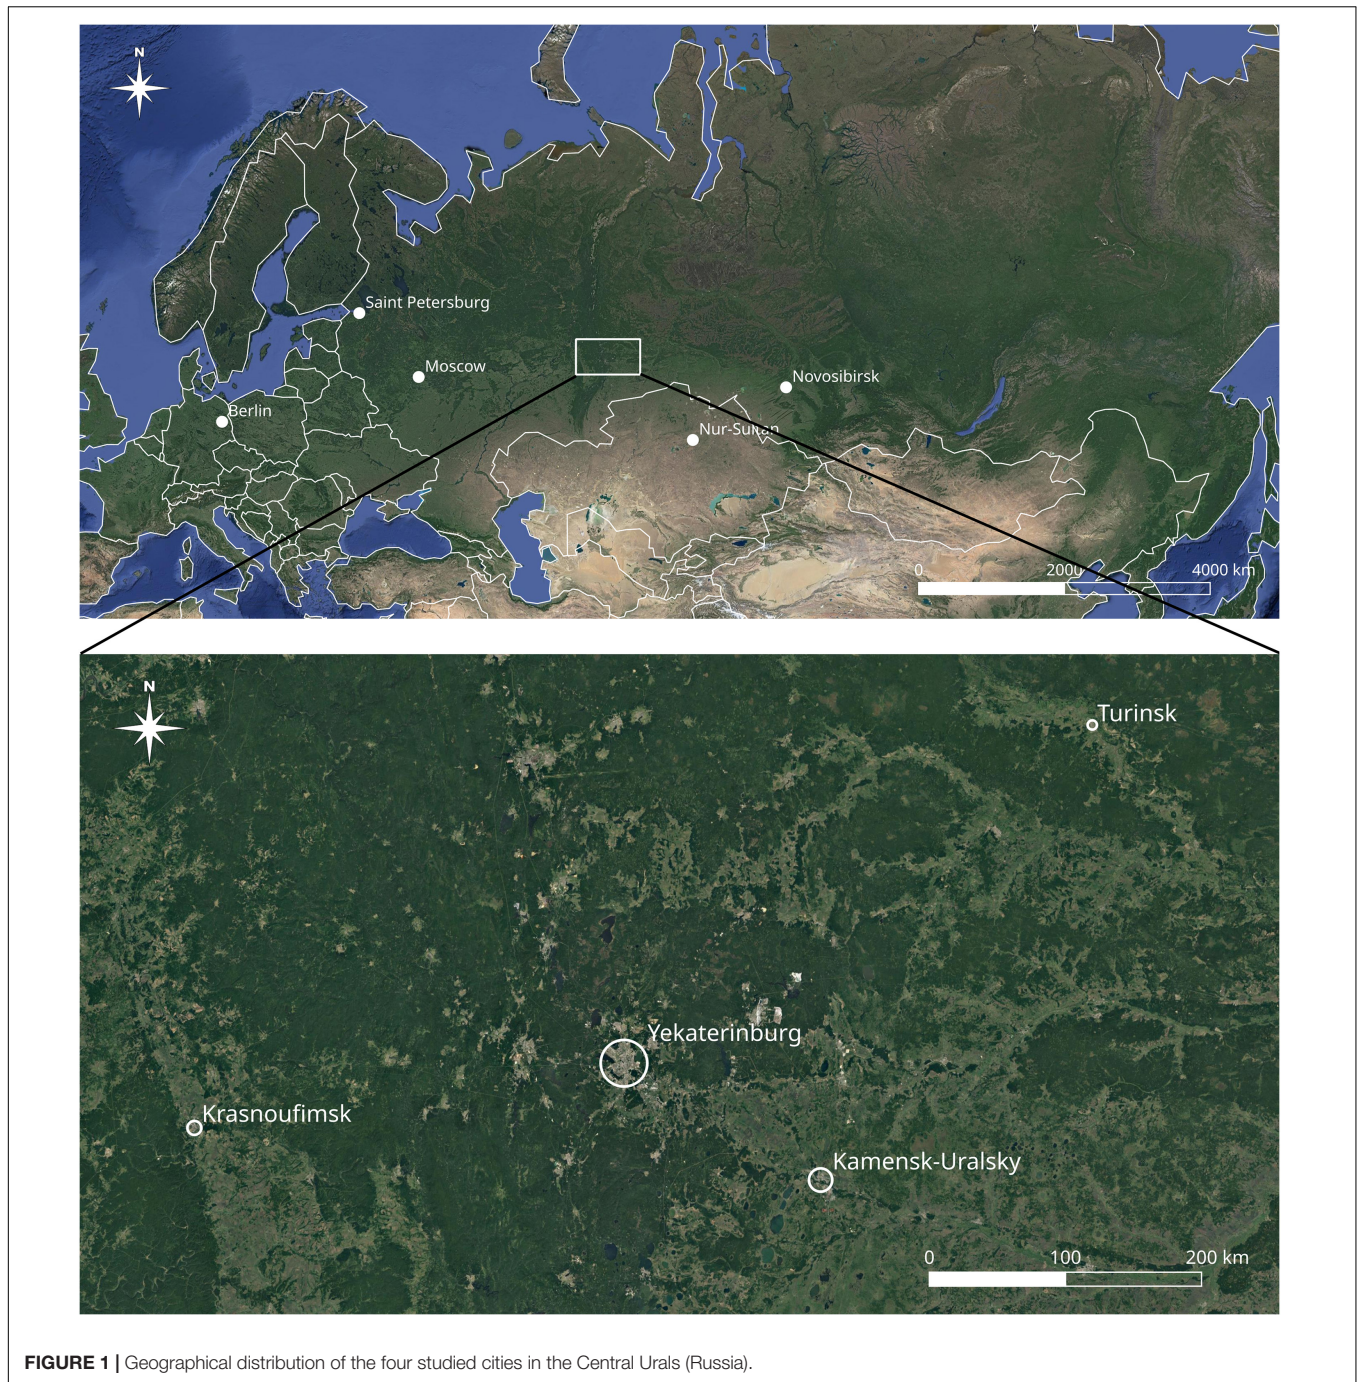 N
Saint Petersburg
Moscow
Berlin
Novosibirsk
Nur-Sultan
0 2000 4000 km
N
Turinsk
Yekaterinburg
Krasnoufimsk
Kamensk-Uralsky
0 100 200 km
FIGURE 1 | Geographical distribution of the four studied cities in the Central Urals (Russia).